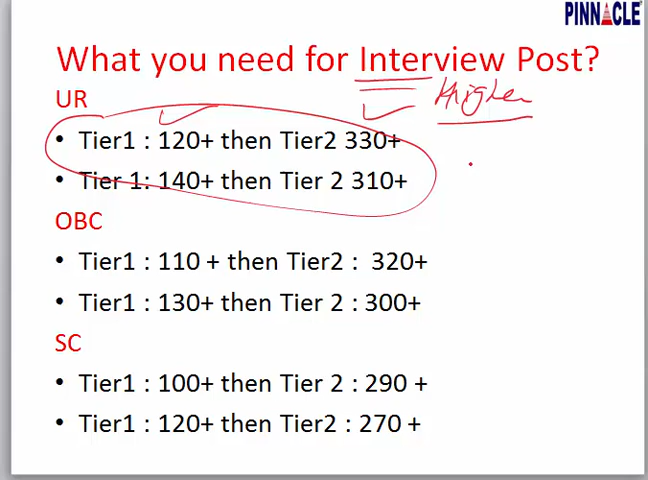 PINNACLE
What you need for Interview Post?
Higher
UR
• Tier1 : 120+ then Tier2 330+
• Tier 1: 140+ then Tier 2 310+
OBC
• Tier1 : 110 + then Tier2 : 320+
• Tier1 : 130+ then Tier 2 : 300+
SC
• Tier1 : 100+ then Tier 2 : 290 +
• Tier1 : 120+ then Tier2 : 270 +